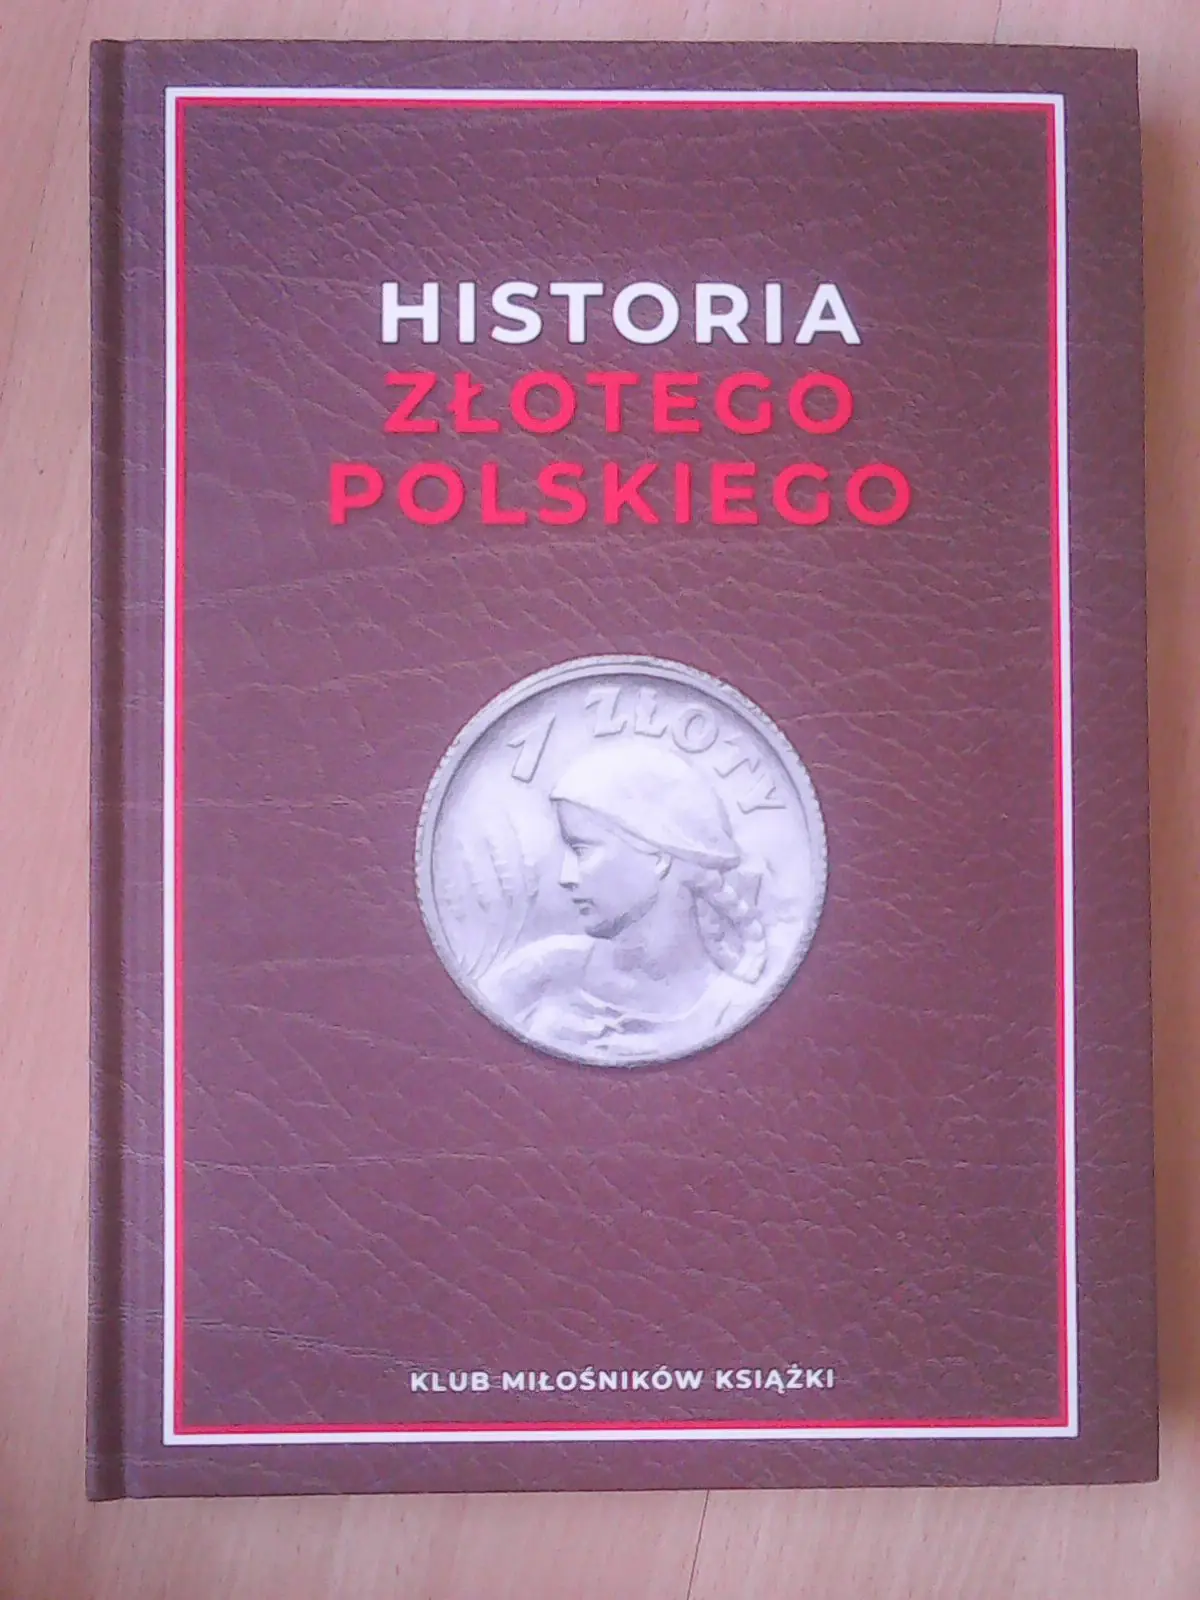 HISTORIA
ZŁOTEGO
POLSKIEGO
1 ZŁOTY
KLUB MIŁOŚNIKÓW KSIĄŻKI